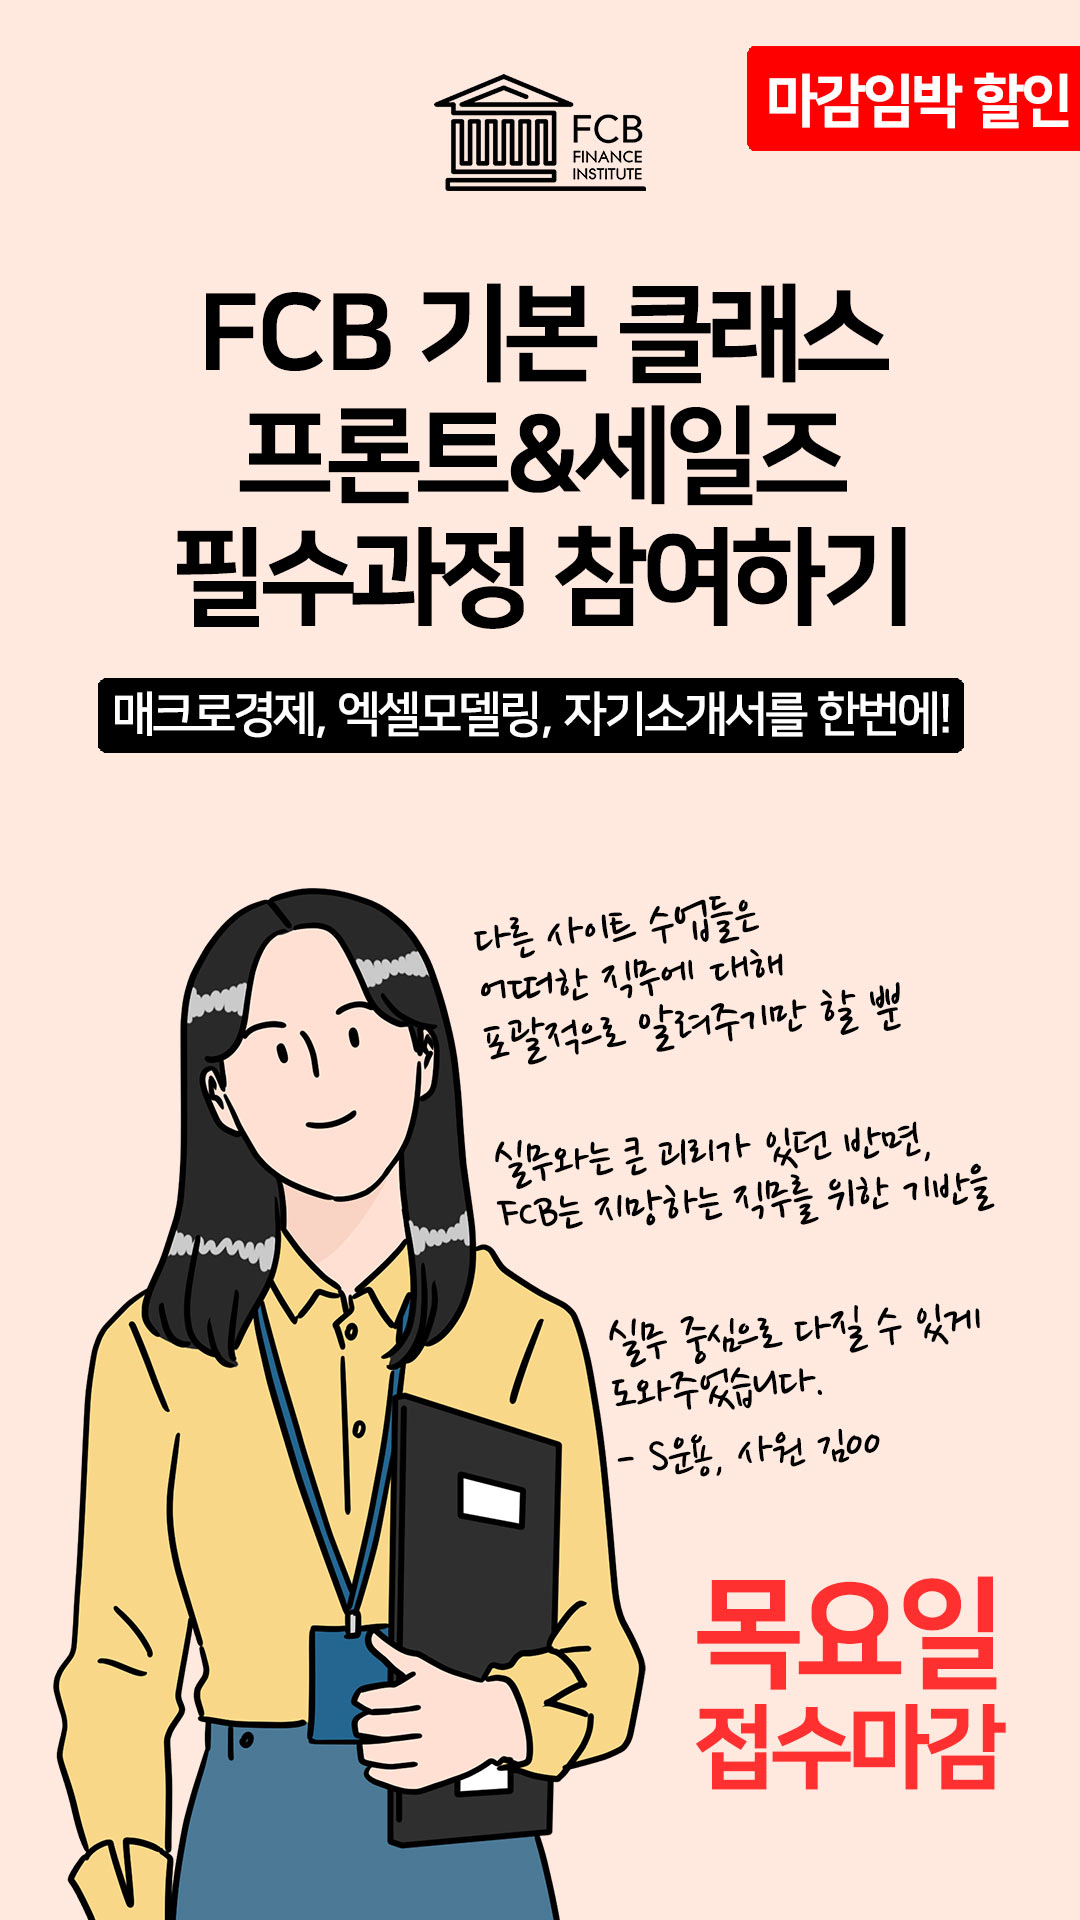 마감임박 할인
FCB
FINANCE
INSTITUTE
FCB 기본 클래스
프론트&세일즈
필수과정 참여하기
매크로경제, 엑셀모델링, 자기소개서를 한번에!
다른 사이트 수업들은
어떠한 직무에 대해
포괄적으로 알려주기만 할 뿐
실무와는 큰 괴리가 있던 반면,
FCB는 지망하는 직무를 위한 기반을
실무 중심으로 다질 수 있게
도와주었습니다.
- S운용, 사원 김OO
목요일
접수마감